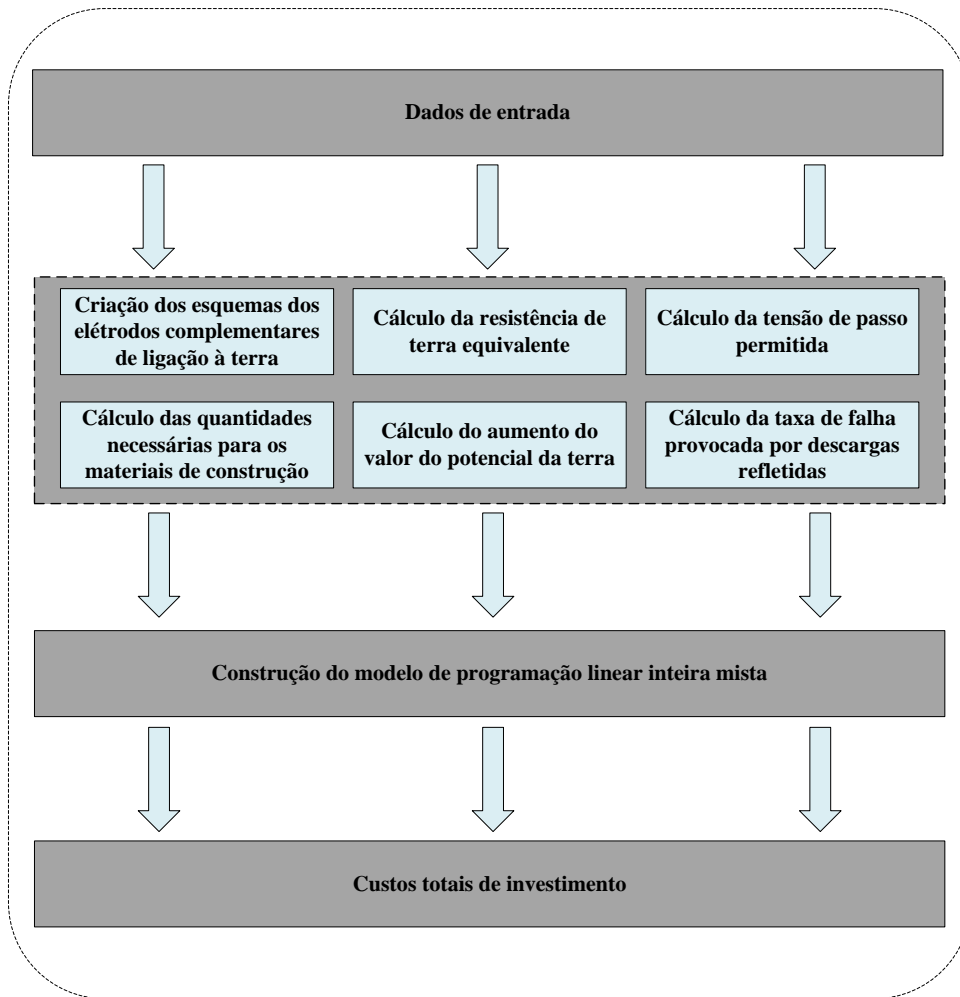 Dados de entrada
Criação dos esquemas dos
elétrodos complementares
de ligação à terra
Cálculo da resistência de
terra equivalente
Cálculo da tensão de passo
permitida
Cálculo das quantidades
necessárias para os
materiais de construção
Cálculo do aumento do
valor do potencial da terra
Cálculo da taxa de falha
provocada por descargas
refletidas
Construção do modelo de programação linear inteira mista
Custos totais de investimento